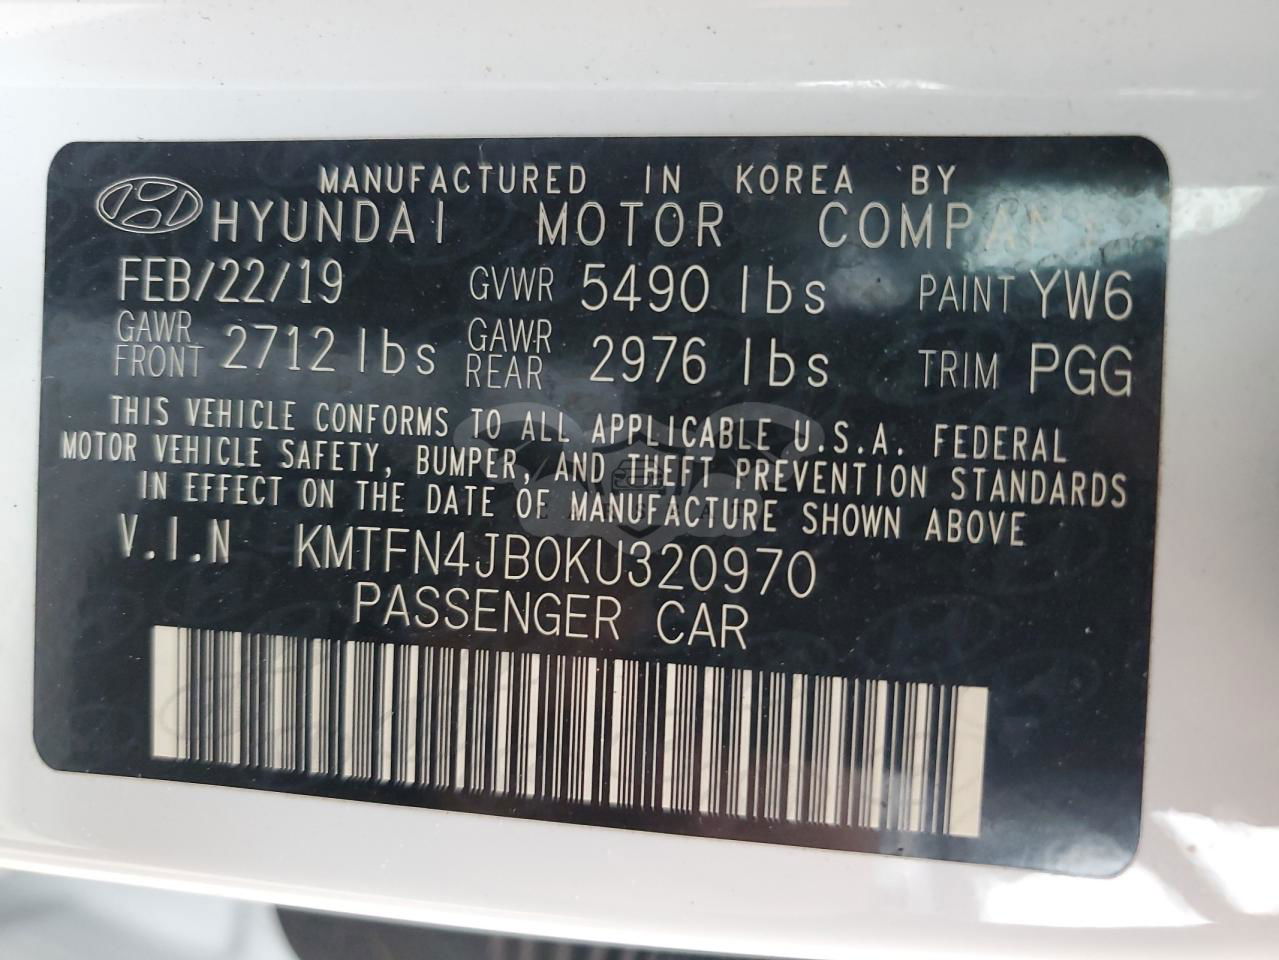 MANUFACTURED IN KOREA BY
HYUNDAI MOTOR COMPANY
FEB/22/19 GVWR 5490 lbs PAINT YW6
GAWR FRONT 2712 lbs GAWR REAR 2976 lbs TRIM PGG
THIS VEHICLE CONFORMS TO ALL APPLICABLE U.S.A. FEDERAL
MOTOR VEHICLE SAFETY, BUMPER, AND THEFT PREVENTION STANDARDS
IN EFFECT ON THE DATE OF MANUFACTURE SHOWN ABOVE
V.I.N KMTFN4JB0KU320970
PASSENGER CAR